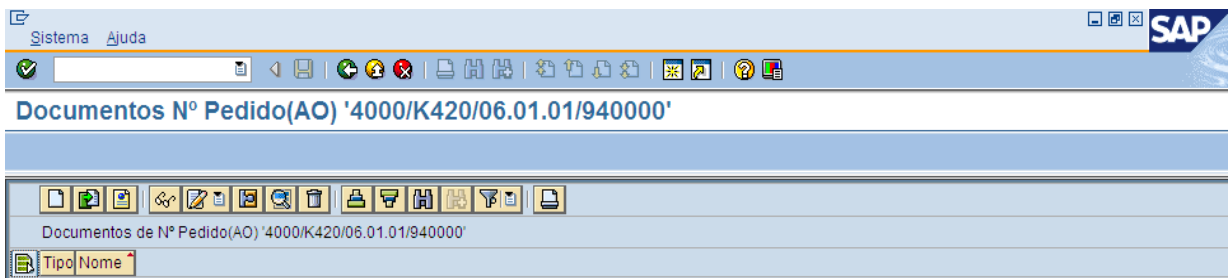 Sistema Ajuda
SAP
Documentos Nº Pedido(AO) '4000/K420/06.01.01/940000'
Documentos de Nº Pedido(AO) '4000/K420/06.01.01/940000'
Tipo Nome